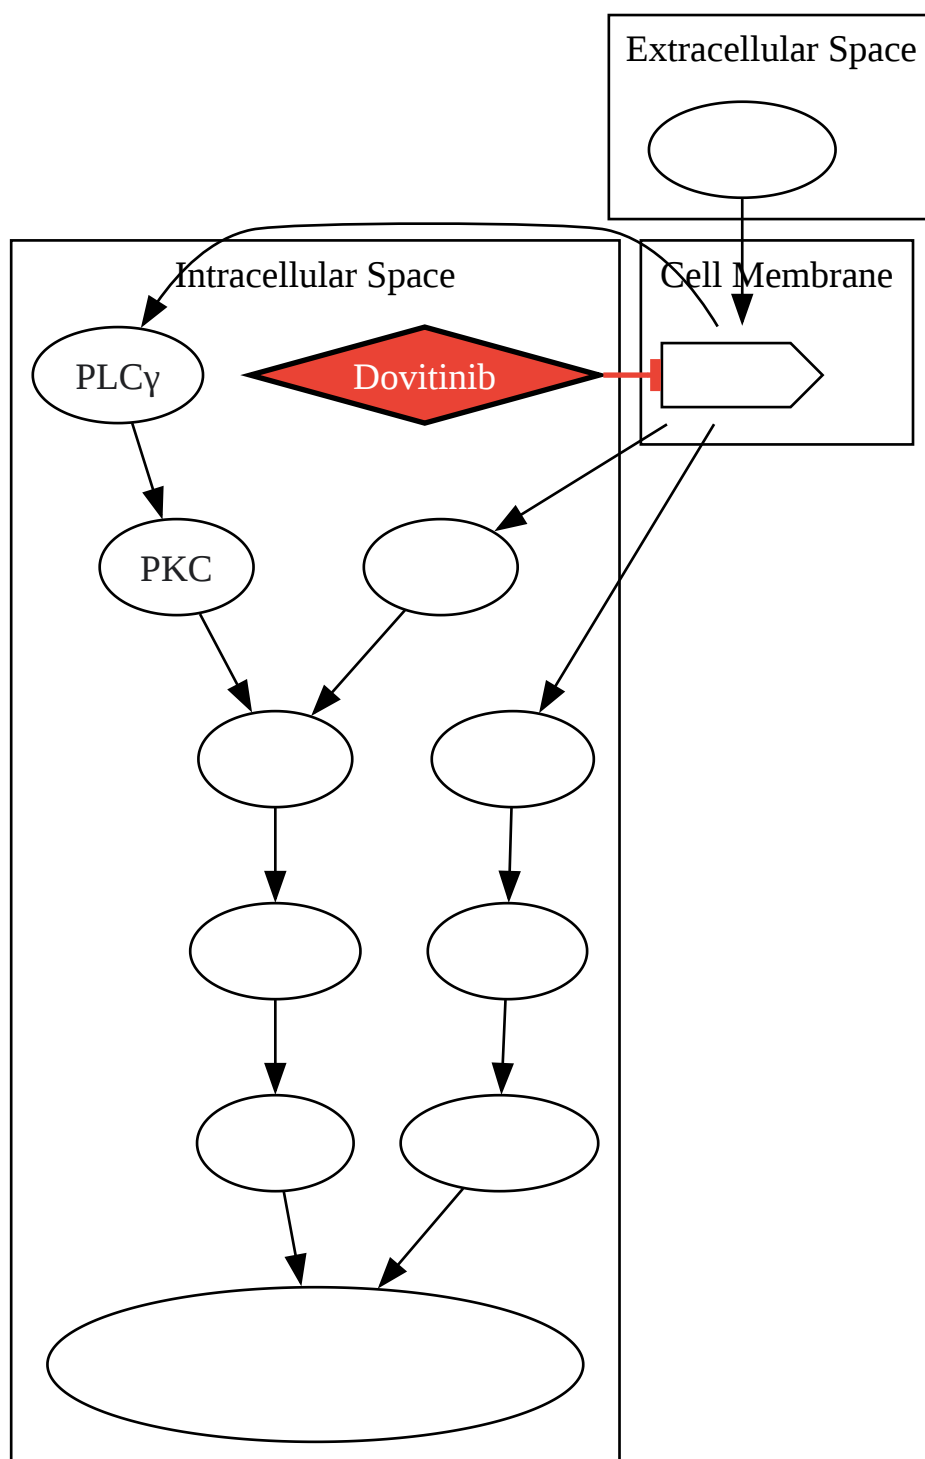 Extracellular Space
Intracellular Space
Cell Membrane
PLCγ
Dovitinib
PKC